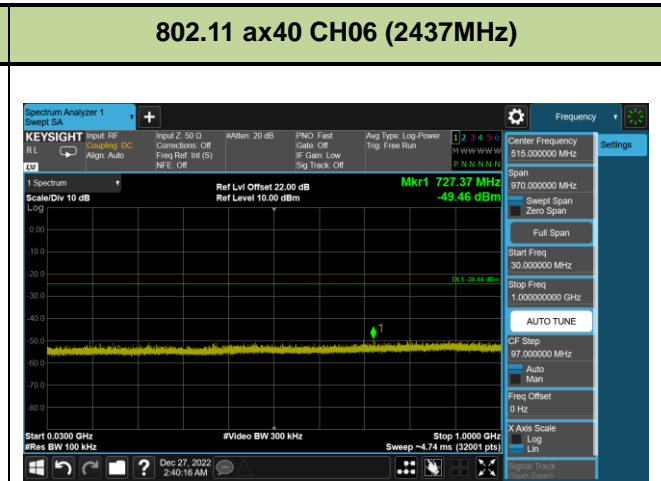 802.11 ax40 CH06 (2437MHz)
Spectrum Analyzer 1
Swept SA
Frequency
KEYSIGHT
RL
LXI
Input: RF
Coupling: DC
Align: Auto
Input Z: 50 Ω
Corrections: Off
Freq Ref: Int (S)
NFE: Off
#Atten: 20 dB
PNO: Fast
Gate: Off
IF Gain: Low
Sig Track: Off
Avg Type: Log-Power
Trig: Free Run
1 2 3 4 5 6
M W W W W W
P N N N N N
1 Spectrum
Scale/Div 10 dB
Log
Ref Lvl Offset 22.00 dB
Ref Level 10.00 dBm
Mkr1 727.37 MHz
-49.46 dBm
0.00
-10.0
-20.0
-30.0
-40.0
-50.0
-60.0
-70.0
-80.0
DL1 -24.44 dBm
1
Start 0.0300 GHz
#Res BW 100 kHz
#Video BW 300 kHz
Stop 1.0000 GHz
Sweep ~4.74 ms (32001 pts)
Dec 27, 2022
2:40:16 AM
Center Frequency
515.000000 MHz
Span
970.000000 MHz
Swept Span
Zero Span
Full Span
Start Freq
30.000000 MHz
Stop Freq
1.00000000 GHz
AUTO TUNE
CF Step
97.000000 MHz
Auto
Man
Freq Offset
0 Hz
X Axis Scale
Log
Lin
Signal Track
(Span Zoom)
Settings